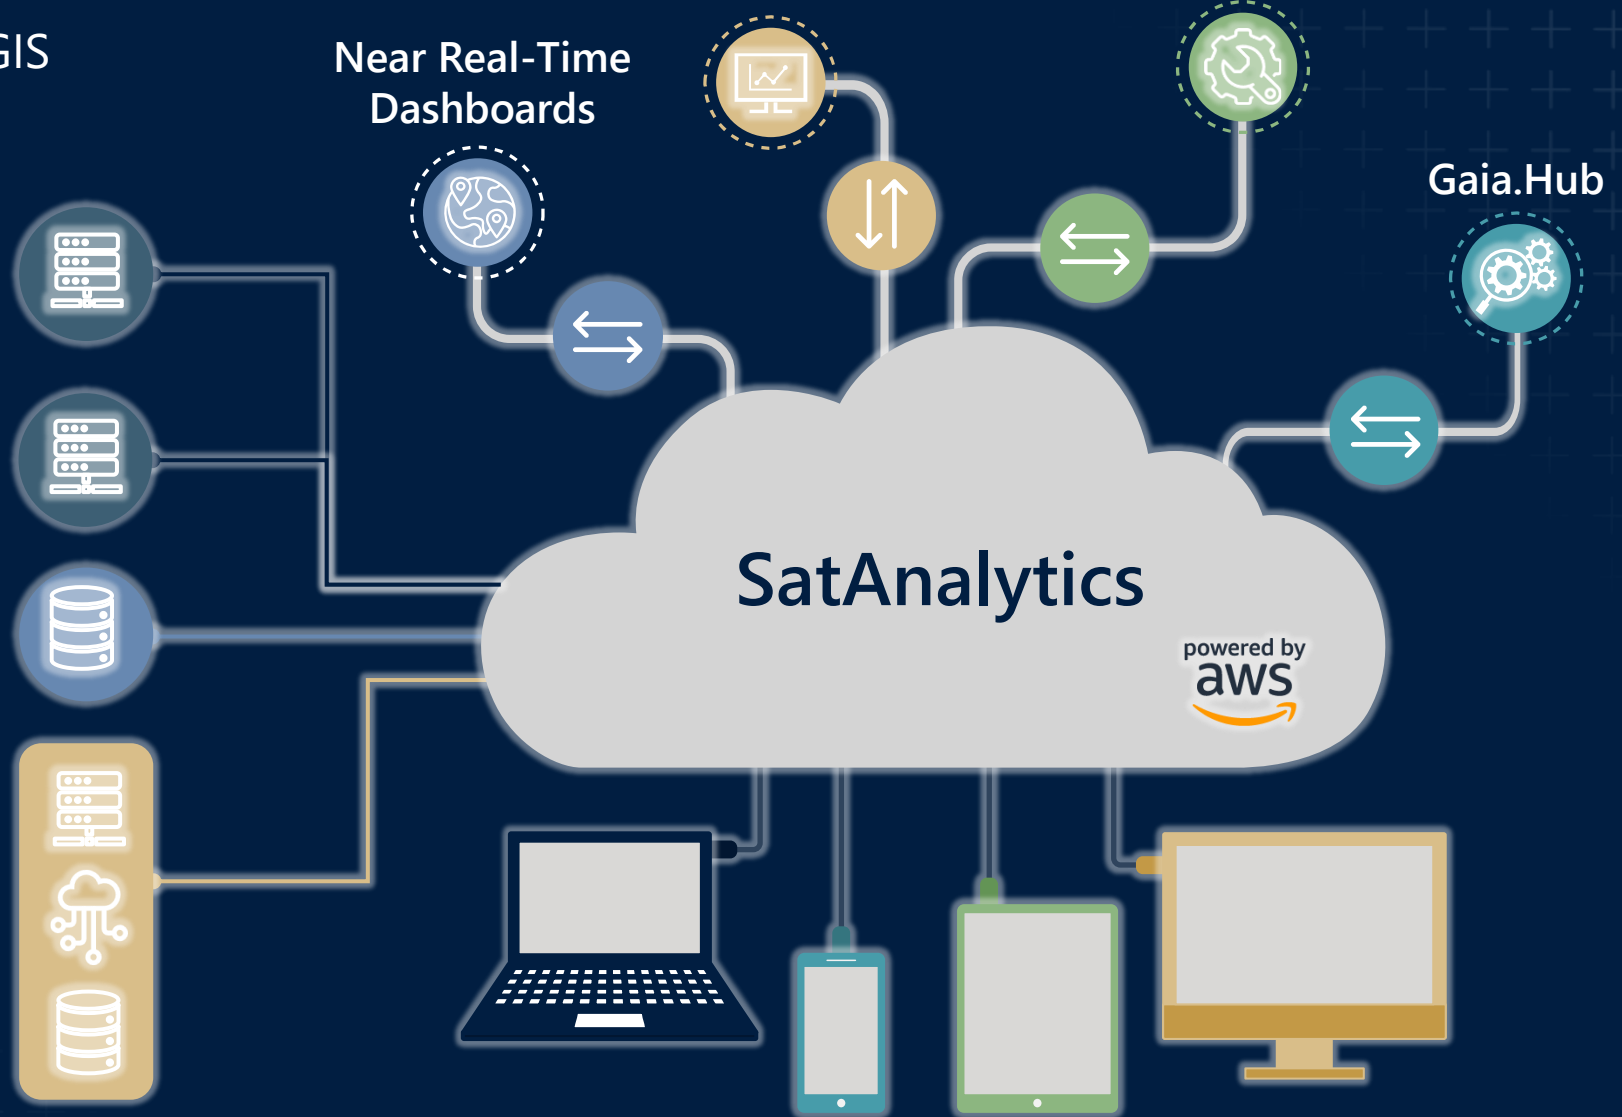 GIS
Near Real-Time
Dashboards
Gaia.Hub
SatAnalytics
powered by
aws